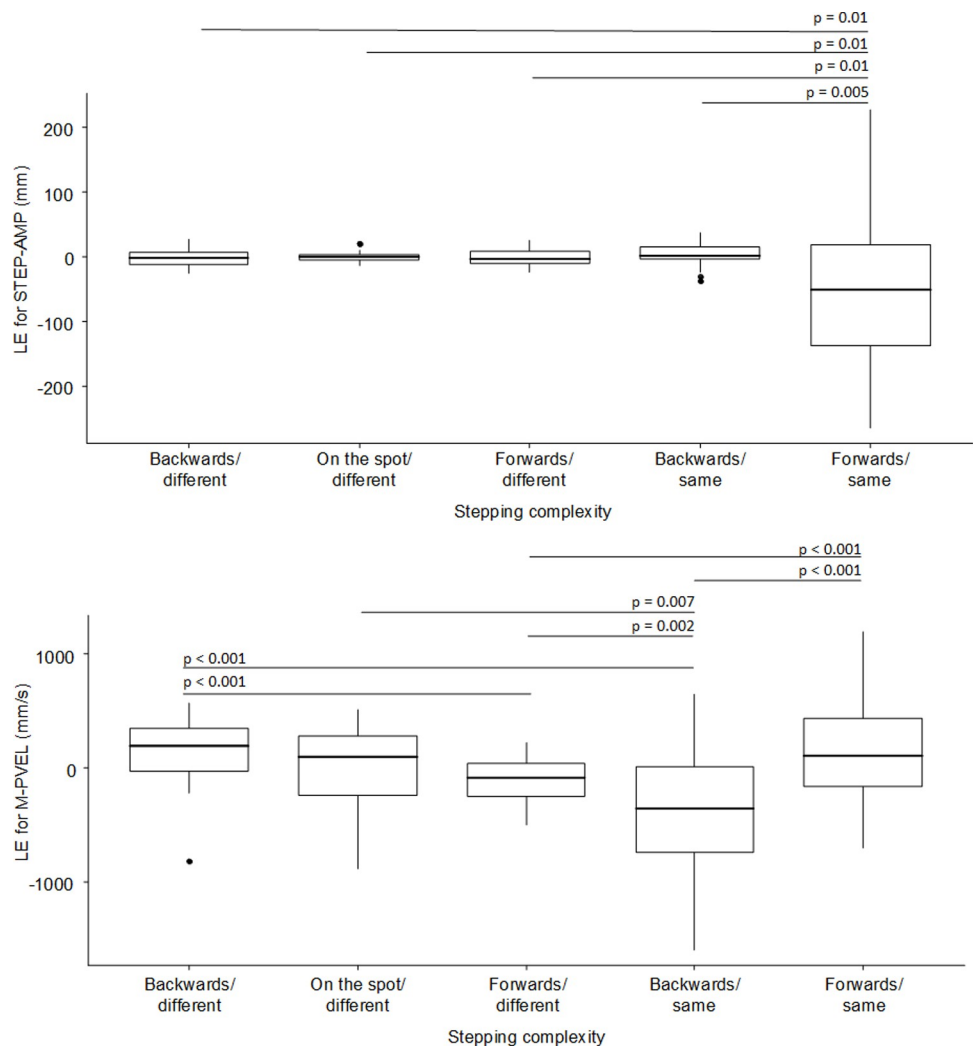 p = 0.01
p = 0.01
p = 0.01
p = 0.005
LE for STEP-AMP (mm)
200
100
0
-100
-200
Backwards/
different
On the spot/
different
Forwards/
different
Backwards/
same
Forwards/
same
Stepping complexity
p < 0.001
p < 0.001
p = 0.007
p = 0.002
p < 0.001
p < 0.001
LE for M-PVEL (mm/s)
1000
0
-1000
Backwards/
different
On the spot/
different
Forwards/
different
Backwards/
same
Forwards/
same
Stepping complexity